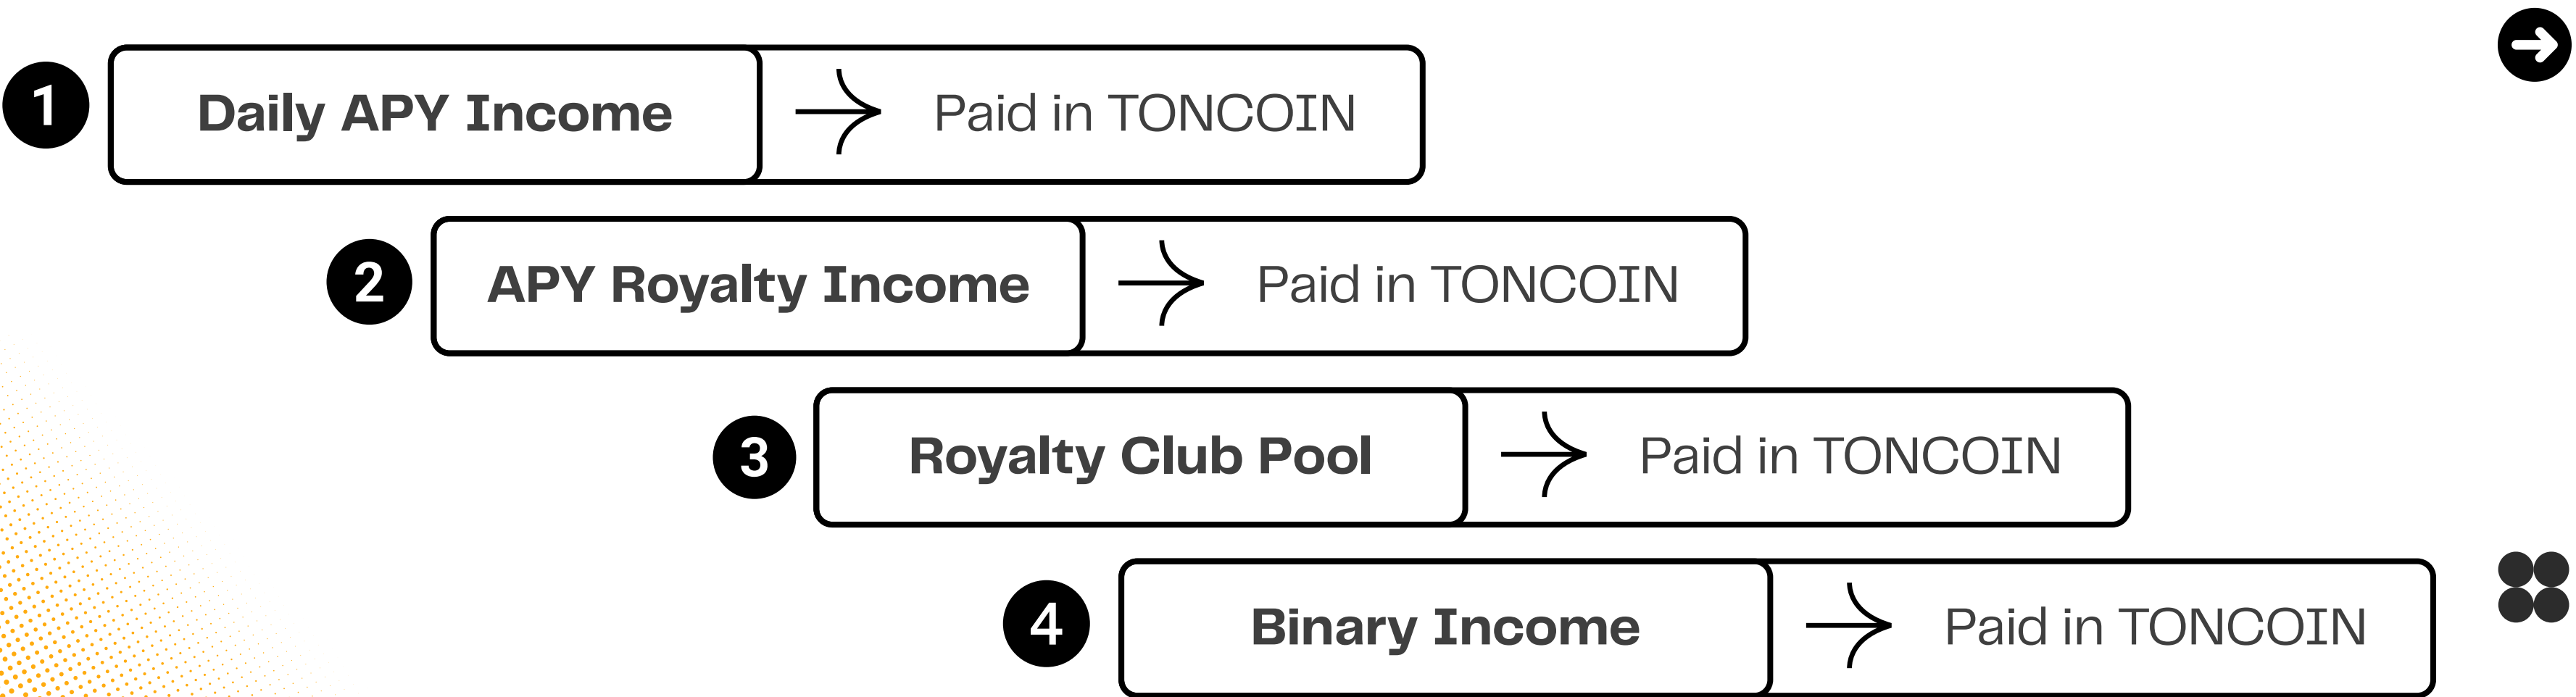 1 Daily APY Income Paid in TONCOIN
2 APY Royalty Income Paid in TONCOIN
3 Royalty Club Pool Paid in TONCOIN
4 Binary Income Paid in TONCOIN